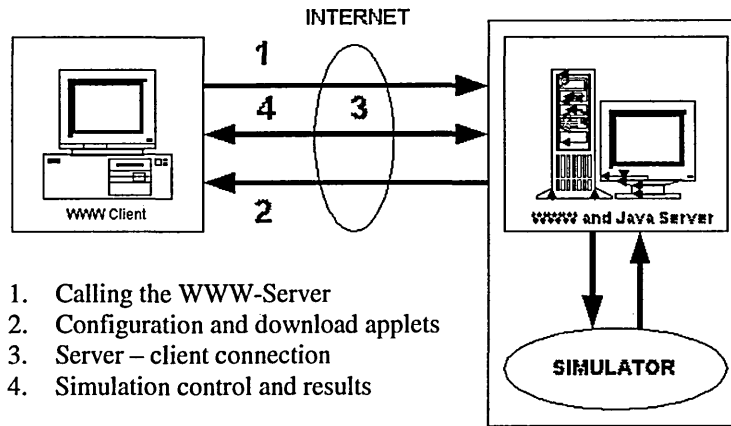 INTERNET
1
4
3
2
WWW Client
WWW and Java Server
SIMULATOR
1. Calling the WWW-Server
2. Configuration and download applets
3. Server – client connection
4. Simulation control and results